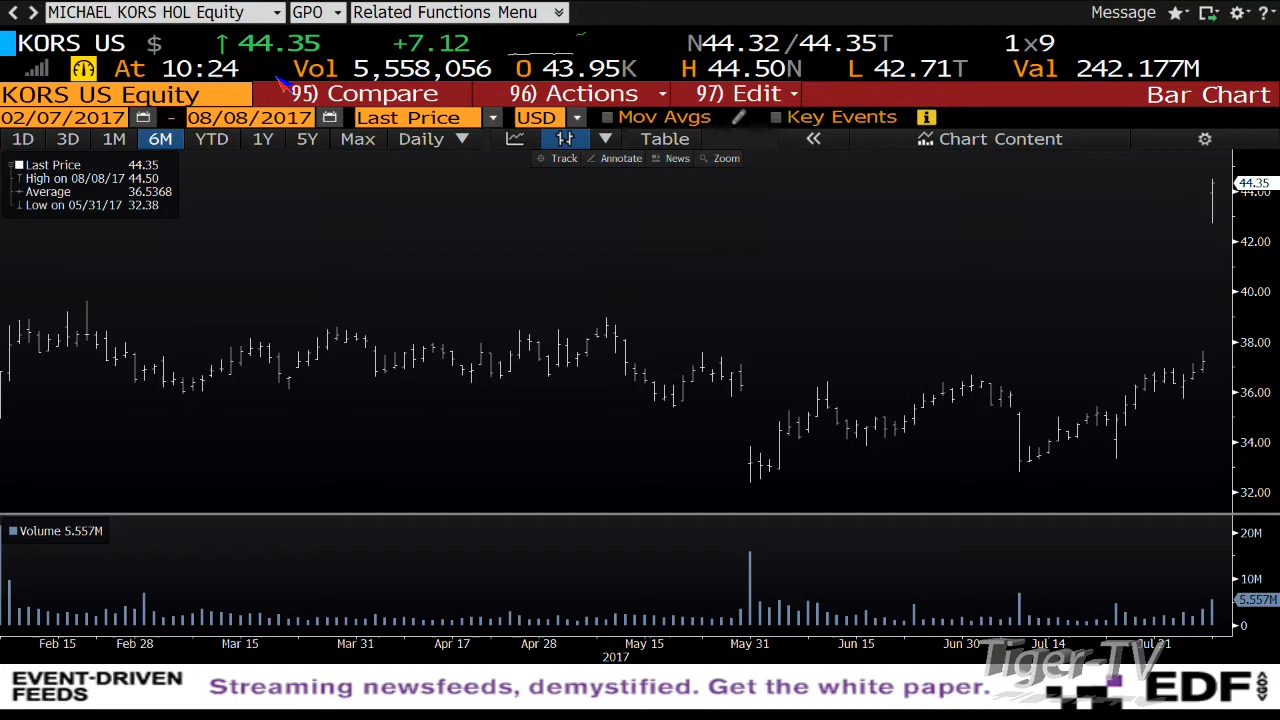 MICHAEL KORS HOL Equity GPO Related Functions Menu Message ?
KORS US $ ↑ 44.35 +7.12 N44.32 /44.35T 1x9
At 10:24 Vol 5,558,056 O 43.95K H 44.50N L 42.71T Val 242.177M
KORS US Equity 95) Compare 96) Actions 97) Edit Bar Chart
02/07/2017 - 08/08/2017 Last Price USD Mov Avgs Key Events i
1D 3D 1M 6M YTD 1Y 5Y Max Daily ▼ Table « Chart Content
Track Annotate News Zoom
Last Price 44.35
High on 08/08/17 44.50
Average 36.5368
Low on 05/31/17 32.38
44.35
44.00
42.00
40.00
38.00
36.00
34.00
32.00
Volume 5.557M
20M
10M
5.557M
0
Feb 15 Feb 28 Mar 15 Mar 31 Apr 17 Apr 28 May 15 May 31 Jun 15 Jun 30 Jul 14 Jul 31
2017
Tiger-TV
EVENT-DRIVEN
FEEDS
Streaming newsfeeds, demystified. Get the white paper.
EDF